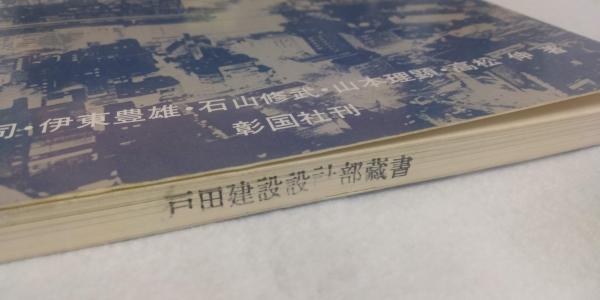 司・伊東豊雄・石山修武・山本理顕・高松 伸 著
彰国社刊
戸田建設設計部蔵書